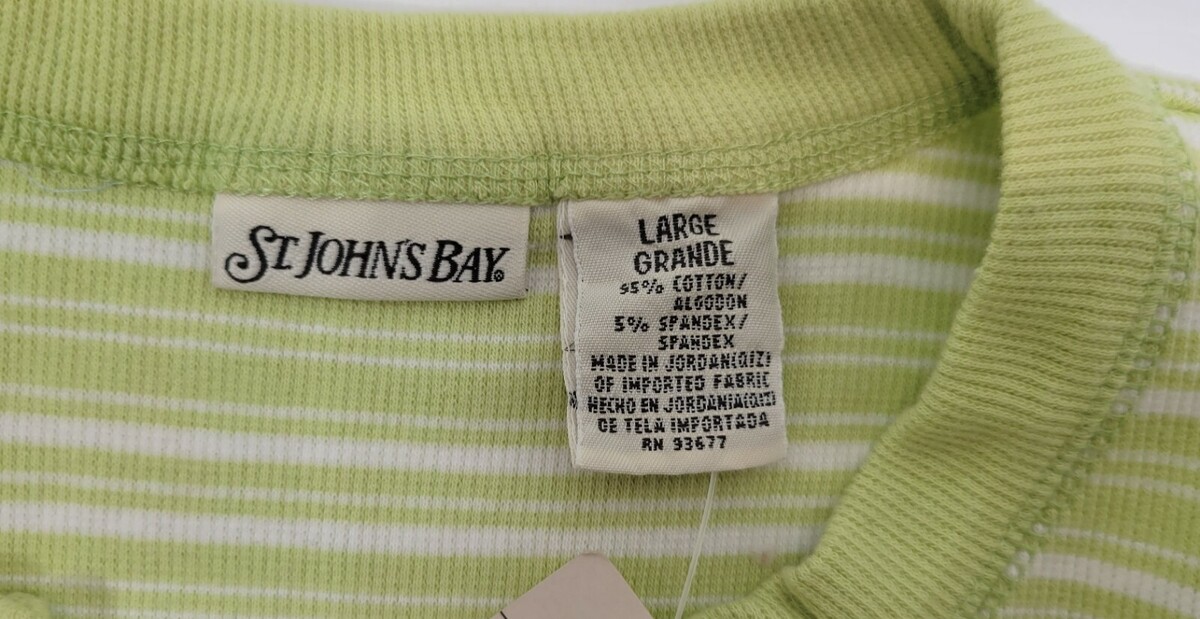 ST. JOHN'S BAY®
LARGE
GRANDE
95% COTTON/
ALGODON
5% SPANDEX/
SPANDEX
MADE IN JORDAN(QIZ)
OF IMPORTED FABRIC
HECHO EN JORDANIA(QIZ)
DE TELA IMPORTADA
RN 93677